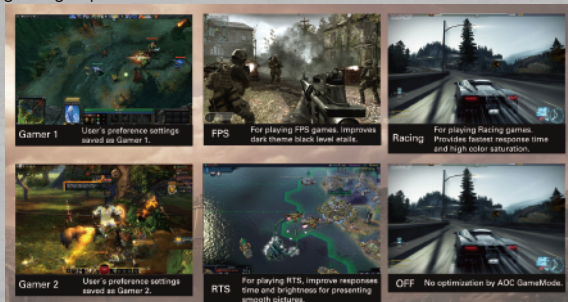 Gamer 1
User's preference settings
saved as Gamer 1.
FPS
For playing FPS games. Improves
dark theme black level etails.
Racing
For playing Racing games.
Provides fastest response time
and high color saturation.
Gamer 2
User's preference settings
saved as Gamer 2.
RTS
For playing RTS, improve responses
time and brightness for presenting
smooth pictures.
OFF
No optimization by AOC GameMode.